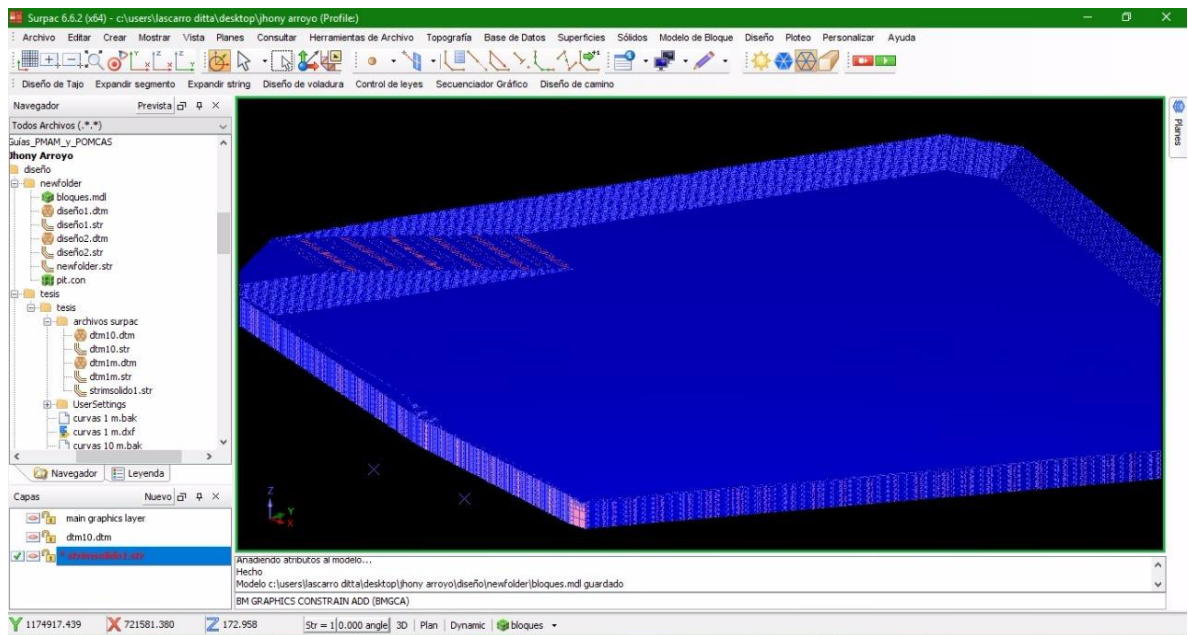 Surpac 6.6.2 (x64) - c:\users\lascarro ditta\desktop\jhony arroyo (Profile:)
Archivo Editar Crear Mostrar Vista Planes Consultar Herramientas de Archivo Topografía Base de Datos Superficies Sólidos Modelo de Bloque Diseño Ploteo Personalizar Ayuda
Diseño de Tajo Expandir segmento Expandir string Diseño de voladura Control de leyes Secuenciador Gráfico Diseño de camino
Navegador Prevista
Todos Archivos (.*.*)
Guías_PMAM_y_POMCAS
Jhony Arroyo
diseño
newfolder
bloques.mdl
diseño1.dtm
diseño1.str
diseño2.dtm
diseño2.str
newfolder.str
pit.con
tesis
tesis
archivos surpac
dtm10.dtm
dtm10.str
dtm1m.dtm
dtm1m.str
strimsolido1.str
UserSettings
curvas 1 m.bak
curvas 1 m.dxf
curvas 10 m.bak
Navegador Leyenda
Planes
Capas Nuevo
main graphics layer
dtm10.dtm
* strimsolido1.str
Z
Y
X
Añadiendo atributos al modelo...
Hecho
Modelo c:\users\lascarro ditta\desktop\jhony arroyo\diseño\newfolder\bloques.mdl guardado
BM GRAPHICS CONSTRAIN ADD (BMGCA)
Y 1174917.439 X 721581.380 Z 172.958 Str = 1 0.000 angle 3D Plan Dynamic bloques